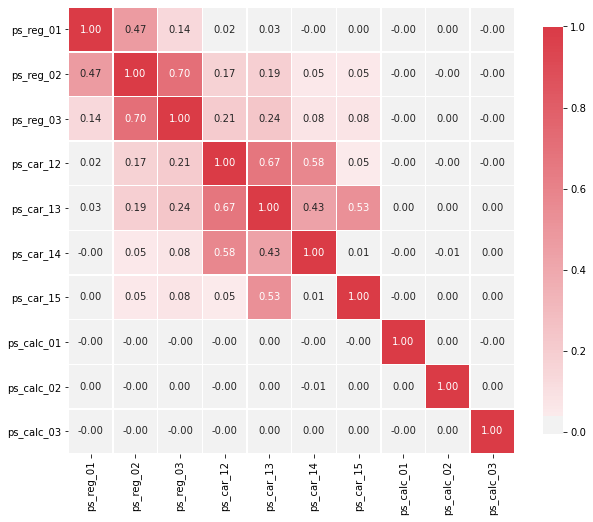 ps_reg_01 1.00 0.47 0.14 0.02 0.03 -0.00 0.00 -0.00 0.00 -0.00
ps_reg_02 0.47 1.00 0.70 0.17 0.19 0.05 0.05 -0.00 -0.00 -0.00
ps_reg_03 0.14 0.70 1.00 0.21 0.24 0.08 0.08 -0.00 0.00 -0.00
ps_car_12 0.02 0.17 0.21 1.00 0.67 0.58 0.05 -0.00 -0.00 -0.00
ps_car_13 0.03 0.19 0.24 0.67 1.00 0.43 0.53 0.00 0.00 0.00
ps_car_14 -0.00 0.05 0.08 0.58 0.43 1.00 0.01 -0.00 -0.01 0.00
ps_car_15 0.00 0.05 0.08 0.05 0.53 0.01 1.00 -0.00 0.00 0.00
ps_calc_01 -0.00 -0.00 -0.00 -0.00 0.00 -0.00 -0.00 1.00 0.00 0.00
ps_calc_02 0.00 -0.00 0.00 -0.00 0.00 -0.01 0.00 0.00 1.00 0.00
ps_calc_03 -0.00 -0.00 -0.00 -0.00 0.00 0.00 0.00 0.00 0.00 1.00
ps_reg_01 ps_reg_02 ps_reg_03 ps_car_12 ps_car_13 ps_car_14 ps_car_15 ps_calc_01 ps_calc_02 ps_calc_03
1.0
0.8
0.6
0.4
0.2
0.0